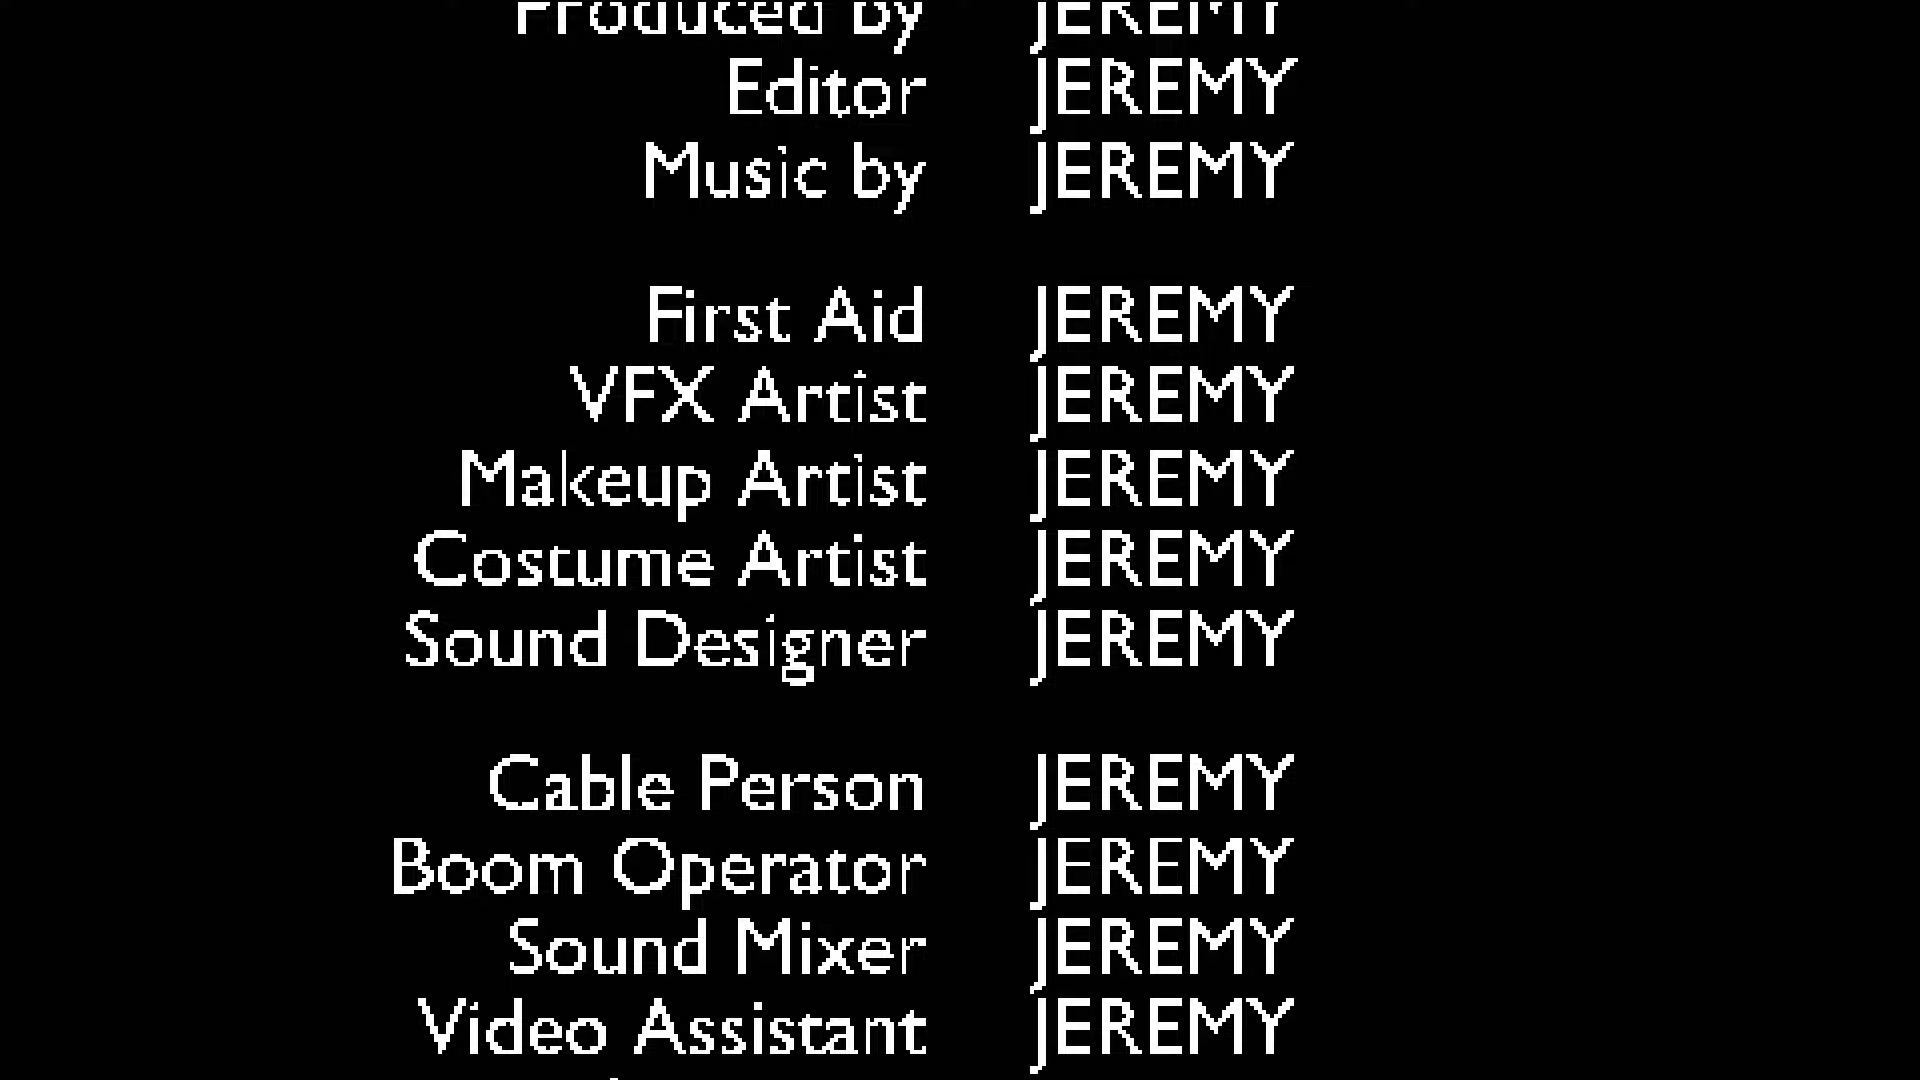 Produced by JEREMY
Editor JEREMY
Music by JEREMY
First Aid JEREMY
VFX Artist JEREMY
Makeup Artist JEREMY
Costume Artist JEREMY
Sound Designer JEREMY
Cable Person JEREMY
Boom Operator JEREMY
Sound Mixer JEREMY
Video Assistant JEREMY